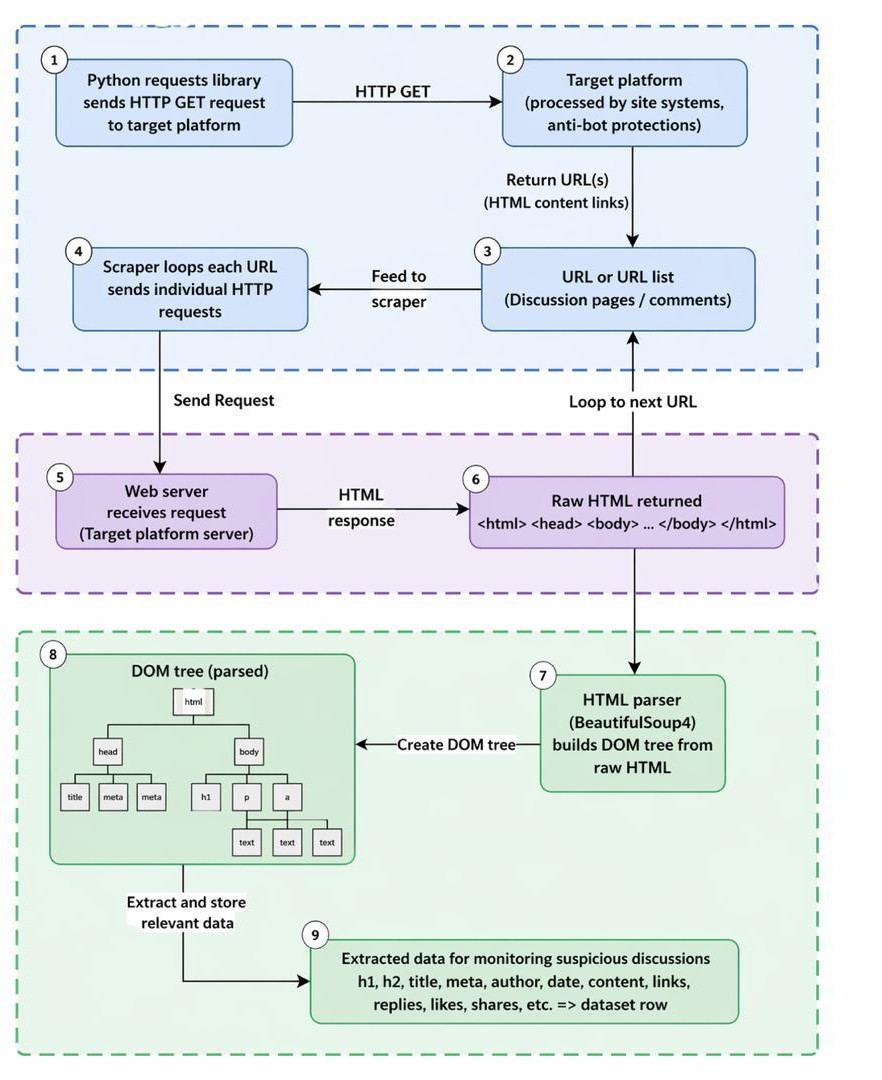 1
Python requests library
sends HTTP GET request
to target platform
HTTP GET
2
Target platform
(processed by site systems,
anti-bot protections)
Return URL(s)
(HTML content links)
3
URL or URL list
(Discussion pages / comments)
Feed to
scraper
4
Scraper loops each URL
sends individual HTTP
requests
Send Request
Loop to next URL
5
Web server
receives request
(Target platform server)
HTML
response
6
Raw HTML returned
<html> <head> <body> ... </body> </html>
7
HTML parser
(BeautifulSoup4)
builds DOM tree from
raw HTML
Create DOM tree
8
DOM tree (parsed)
html
head
body
title
meta
meta
h1
p
a
text
text
text
Extract and store
relevant data
9
Extracted data for monitoring suspicious discussions
h1, h2, title, meta, author, date, content, links,
replies, likes, shares, etc. => dataset row